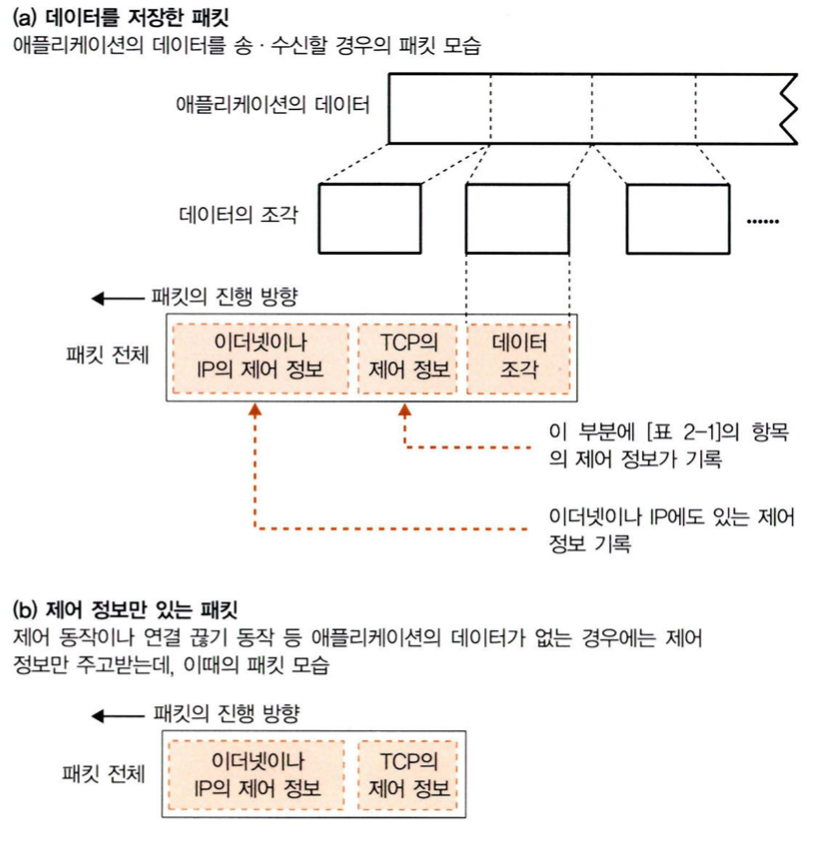 (a) 데이터를 저장한 패킷
애플리케이션의 데이터를 송·수신할 경우의 패킷 모습
애플리케이션의 데이터
데이터의 조각
······
패킷의 진행 방향
패킷 전체
이더넷이나
IP의 제어 정보
TCP의
제어 정보
데이터
조각
이 부분에 [표 2-1]의 항목
의 제어 정보가 기록
이더넷이나 IP에도 있는 제어
정보 기록
(b) 제어 정보만 있는 패킷
제어 동작이나 연결 끊기 동작 등 애플리케이션의 데이터가 없는 경우에는 제어
정보만 주고받는데, 이때의 패킷 모습
패킷의 진행 방향
패킷 전체
이더넷이나
IP의 제어 정보
TCP의
제어 정보